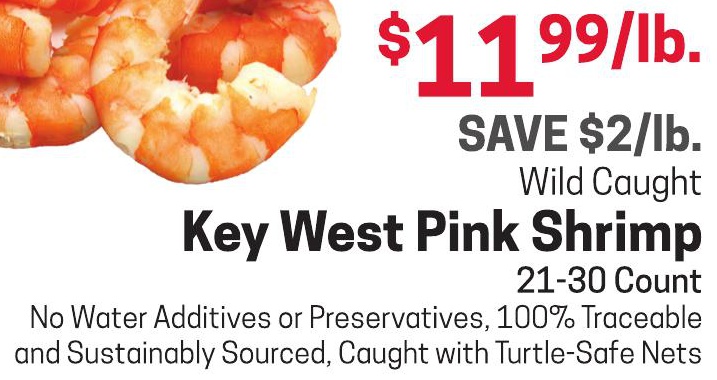 $11 99/lb.
SAVE $2/lb.
Wild Caught
Key West Pink Shrimp
21-30 Count
No Water Additives or Preservatives, 100% Traceable
and Sustainably Sourced, Caught with Turtle-Safe Nets